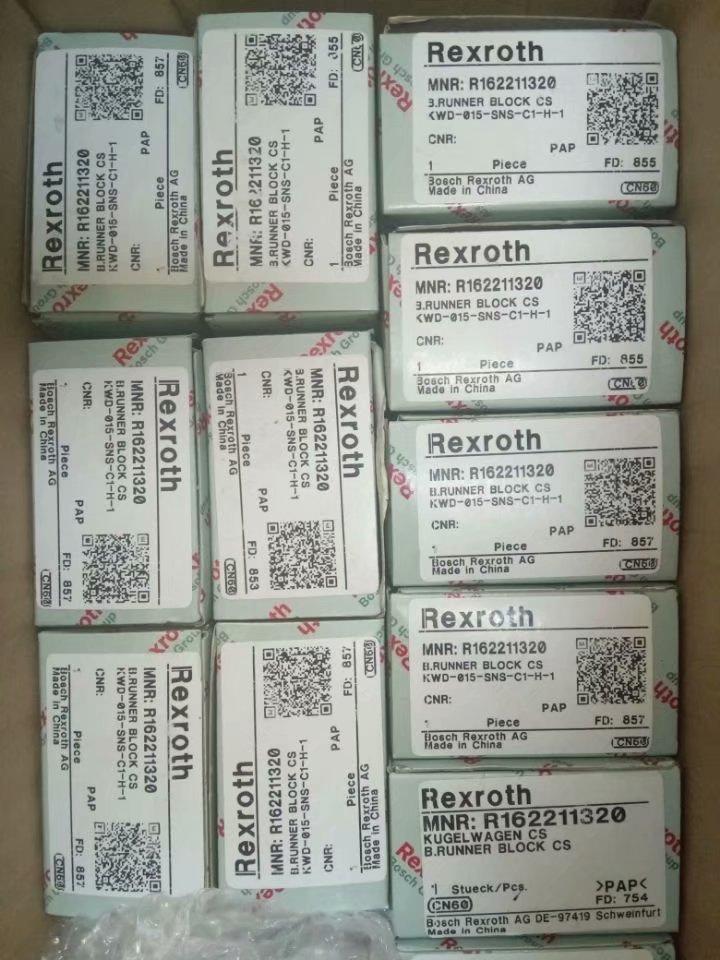 Rexroth
MNR: R162211320
B.RUNNER BLOCK CS
KWD-015-SNS-C1-H-1
CNR:
PAP
1 Piece FD: 857
Bosch Rexroth AG
Made in China
CN60
Rexroth
MNR: R162211320
B.RUNNER BLOCK CS
KWD-015-SNS-C1-H-1
CNR:
PAP
1 Piece FD: 855
Bosch Rexroth AG
Made in China
Rexroth
MNR: R162211320
B.RUNNER BLOCK CS
KWD-015-SNS-C1-H-1
CNR:
PAP
1 Piece FD: 855
Bosch Rexroth AG
Made in China
CN60
Rexroth
MNR: R162211320
B.RUNNER BLOCK CS
KWD-015-SNS-C1-H-1
CNR:
PAP
1 Piece FD: 855
Bosch Rexroth AG
Made in China
CN60
Rexroth
MNR: R162211320
B.RUNNER BLOCK CS
KWD-015-SNS-C1-H-1
CNR:
PAP
1 Piece FD: 857
Bosch Rexroth AG
Made in China
CN60
Rexroth
MNR: R162211320
B.RUNNER BLOCK CS
KWD-015-SNS-C1-H-1
CNR:
PAP
1 Piece FD: 853
Bosch Rexroth AG
Made in China
CN60
Rexroth
MNR: R162211320
B.RUNNER BLOCK CS
KWD-015-SNS-C1-H-1
CNR:
PAP
1 Piece FD: 857
Bosch Rexroth AG
Made in China
CN60
Rexroth
MNR: R162211320
B.RUNNER BLOCK CS
KWD-015-SNS-C1-H-1
CNR:
PAP
1 Piece FD: 857
Bosch Rexroth AG
Made in China
CN60
Rexroth
MNR: R162211320
B.RUNNER BLOCK CS
KWD-015-SNS-C1-H-1
CNR:
PAP
1 Piece FD: 857
Bosch Rexroth AG
Made in China
CN60
Rexroth
MNR: R162211320
B.RUNNER BLOCK CS
KWD-015-SNS-C1-H-1
CNR:
PAP
1 Piece FD: 857
Bosch Rexroth AG
Made in China
CN60
Rexroth
MNR: R162211320
KUGELWAGEN CS
B.RUNNER BLOCK CS
1 Stueck/Pcs. >PAP<
CN60 FD: 754
Bosch Rexroth AG DE-97419 Schweinfurt
Made in China